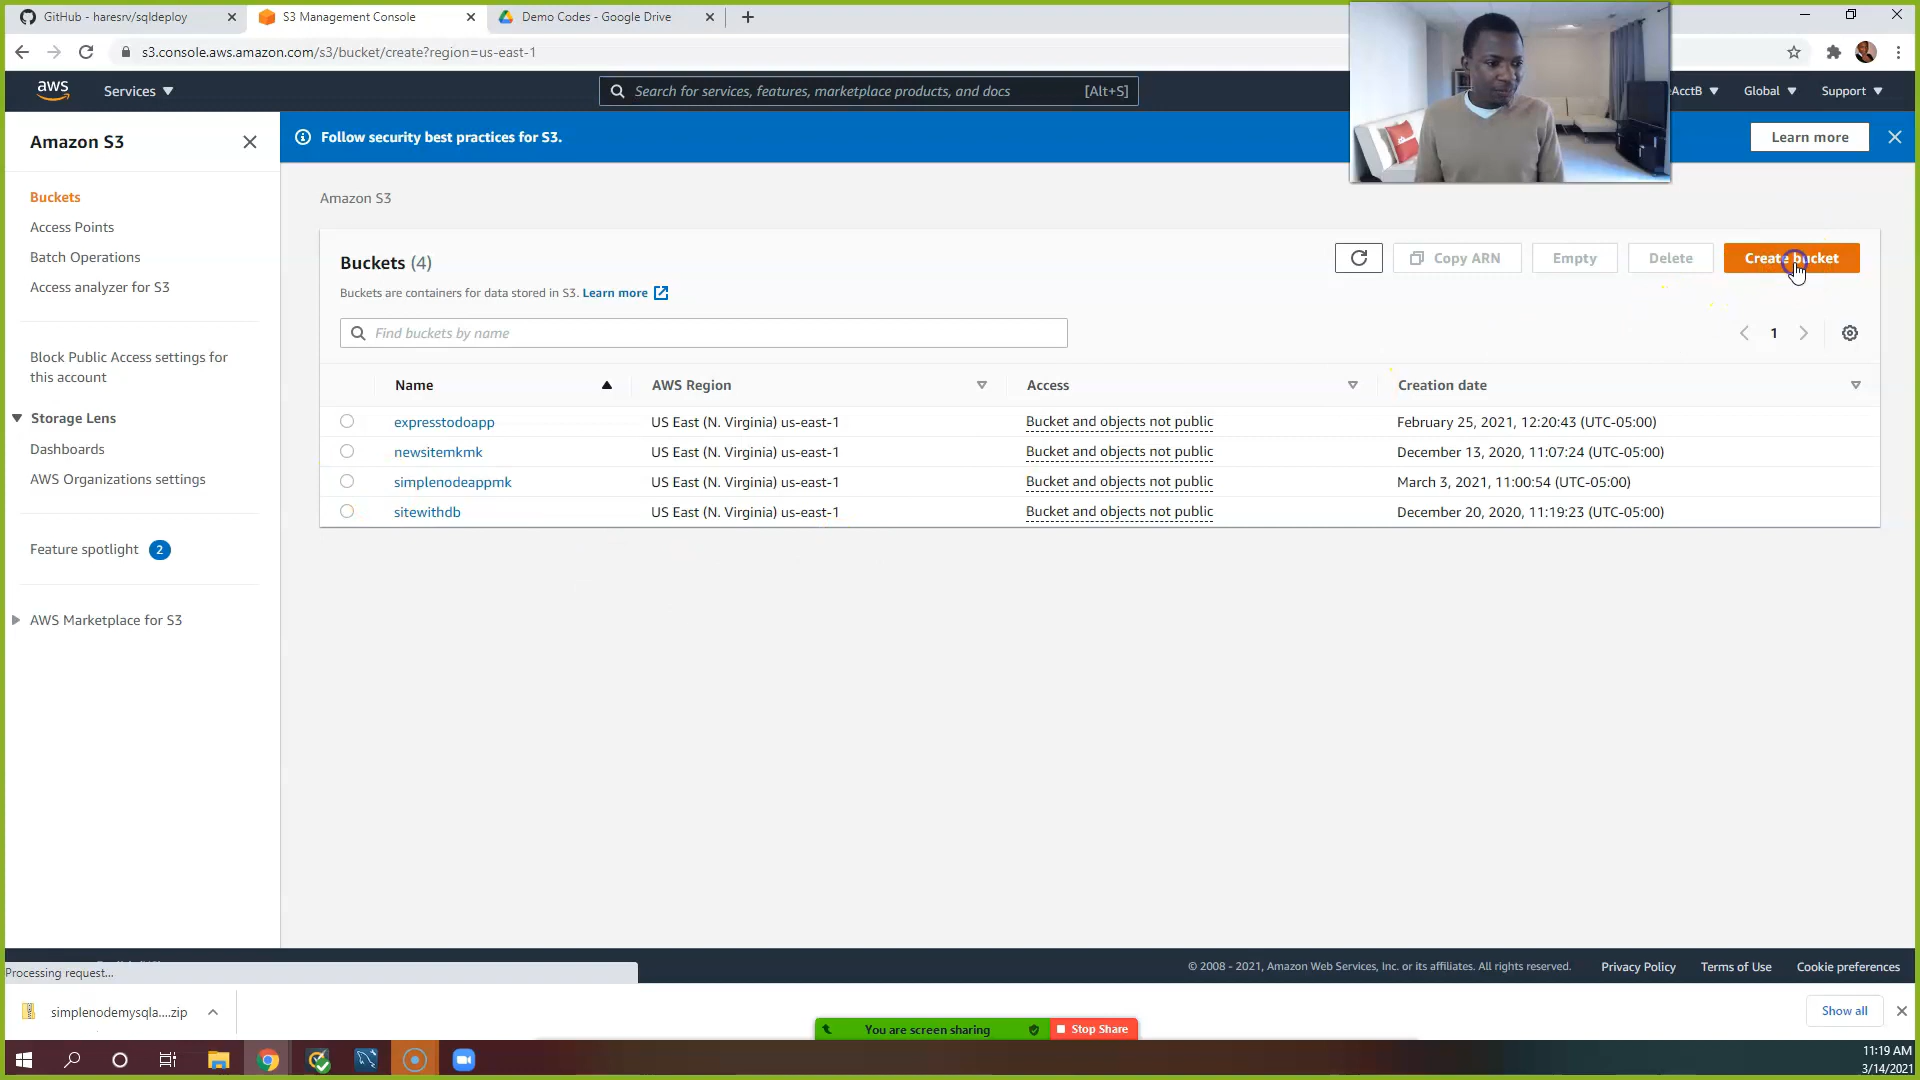 GitHub - haresrv/sqldeploy
S3 Management Console
Demo Codes - Google Drive
s3.console.aws.amazon.com/s3/bucket/create?region=us-east-1
aws
Services
Search for services, features, marketplace products, and docs
[Alt+S]
AcctB
Global
Support
Amazon S3
Follow security best practices for S3.
Learn more
Buckets
Access Points
Batch Operations
Access analyzer for S3
Block Public Access settings for
this account
Storage Lens
Dashboards
AWS Organizations settings
Feature spotlight 2
AWS Marketplace for S3
Amazon S3
Buckets (4)
Buckets are containers for data stored in S3. Learn more
Copy ARN
Empty
Delete
Create bucket
Find buckets by name
1
Name AWS Region Access Creation date
expresstodoapp US East (N. Virginia) us-east-1 Bucket and objects not public February 25, 2021, 12:20:43 (UTC-05:00)
newsitemkmk US East (N. Virginia) us-east-1 Bucket and objects not public December 13, 2020, 11:07:24 (UTC-05:00)
simplenodeappmk US East (N. Virginia) us-east-1 Bucket and objects not public March 3, 2021, 11:00:54 (UTC-05:00)
sitewithdb US East (N. Virginia) us-east-1 Bucket and objects not public December 20, 2020, 11:19:23 (UTC-05:00)
© 2008 - 2021, Amazon Web Services, Inc. or its affiliates. All rights reserved.
Privacy Policy
Terms of Use
Cookie preferences
Processing request...
simplenodemysqla....zip
Show all
You are screen sharing
Stop Share
11:19 AM
3/14/2021